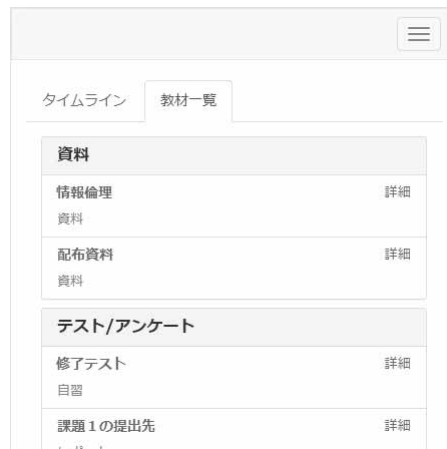 タイムライン 教材一覧
資料
情報倫理 詳細
資料
配布資料 詳細
資料
テスト/アンケート
修了テスト 詳細
自習
課題1の提出先 詳細